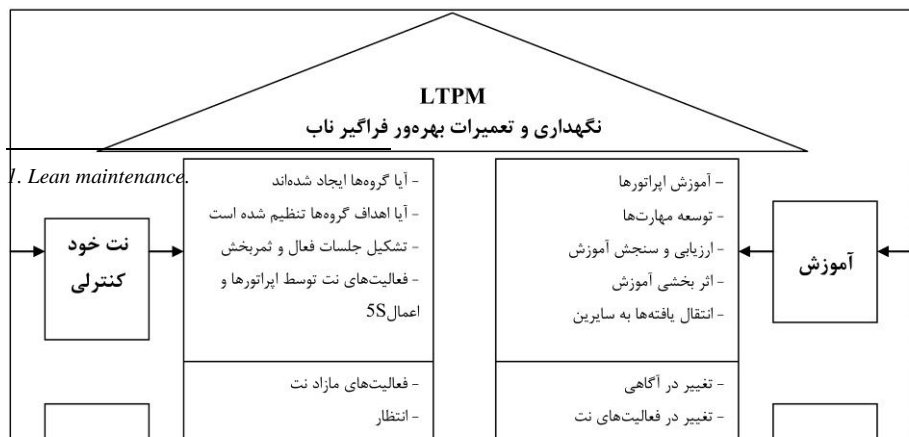 LTPM
نگهداری و تعمیرات بهره‌ور فراگیر ناب
1. Lean maintenance.
آموزش
- آموزش اپراتورها
- توسعه مهارت‌ها
- ارزیابی و سنجش آموزش
- اثر بخشی آموزش
- انتقال یافته‌ها به سایرین
- آیا گروه‌ها ایجاد شده‌اند
- آیا اهداف گروه‌ها تنظیم شده است
- تشکیل جلسات فعال و ثمربخش
- فعالیت‌های نت توسط اپراتورها و
اعمال5S
نت خود
کنترلی
- تغییر در آگاهی
- تغییر در فعالیت‌های نت
- فعالیت‌های مازاد نت
- انتظار